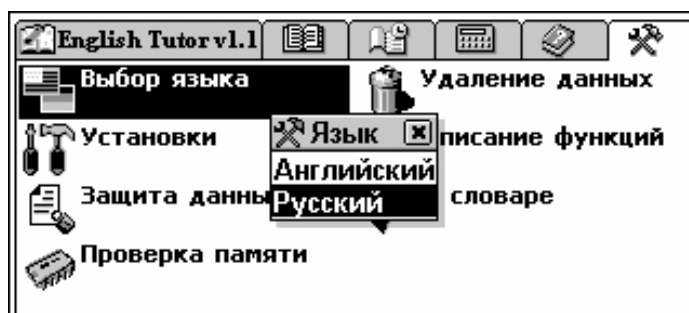 English Tutor v1.1
Выбор языка
Удаление данных
Установки
Язык
писание функций
Английский
Защита данны
Русский
словаре
Проверка памяти